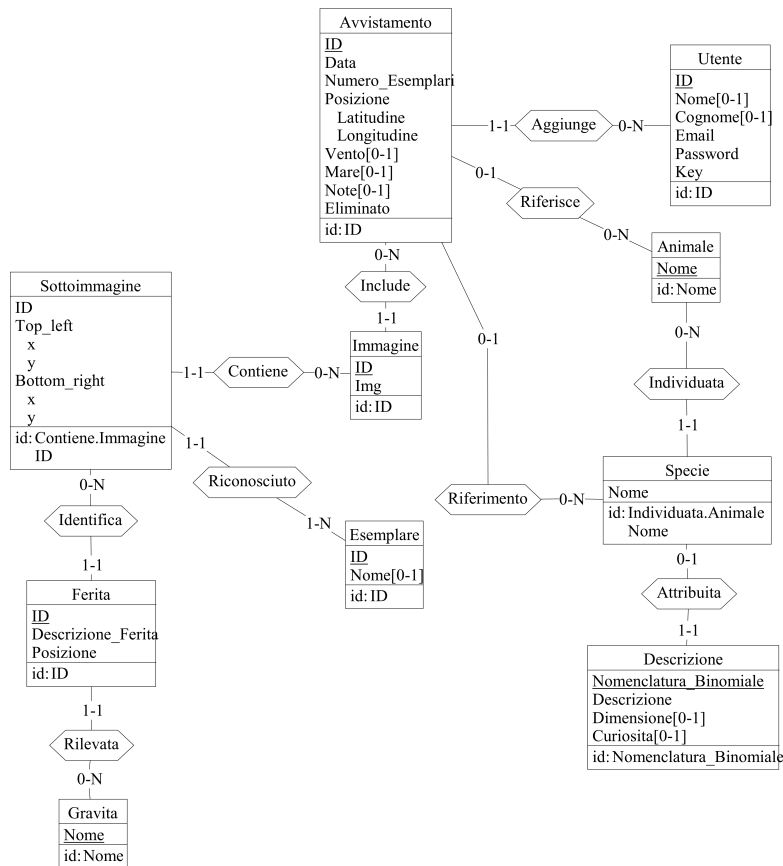 Avvistamento
ID
Data
Numero_Esemplari
Posizione
Latitudine
Longitudine
Vento[0-1]
Mare[0-1]
Note[0-1]
Eliminato
id: ID
1-1
Aggiunge
0-N
Utente
ID
Nome[0-1]
Cognome[0-1]
Email
Password
Key
id: ID
0-1
Riferisce
0-N
Animale
Nome
id: Nome
0-N
Include
1-1
Immagine
ID
Img
id: ID
Sottoimmagine
ID
Top_left
x
y
Bottom_right
x
y
id: Contiene.Immagine
ID
1-1
Contiene
0-N
0-1
Riferimento
0-N
0-N
Individuata
1-1
Specie
Nome
id: Individuata.Animale
Nome
1-1
Riconosciuto
1-N
Esemplare
ID
Nome[0-1]
id: ID
0-N
Identifica
1-1
Ferita
ID
Descrizione_Ferita
Posizione
id: ID
0-1
Attribuita
1-1
Descrizione
Nomenclatura_Binomiale
Descrizione
Dimensione[0-1]
Curiosita[0-1]
id: Nomenclatura_Binomiale
1-1
Rilevata
0-N
Gravita
Nome
id: Nome